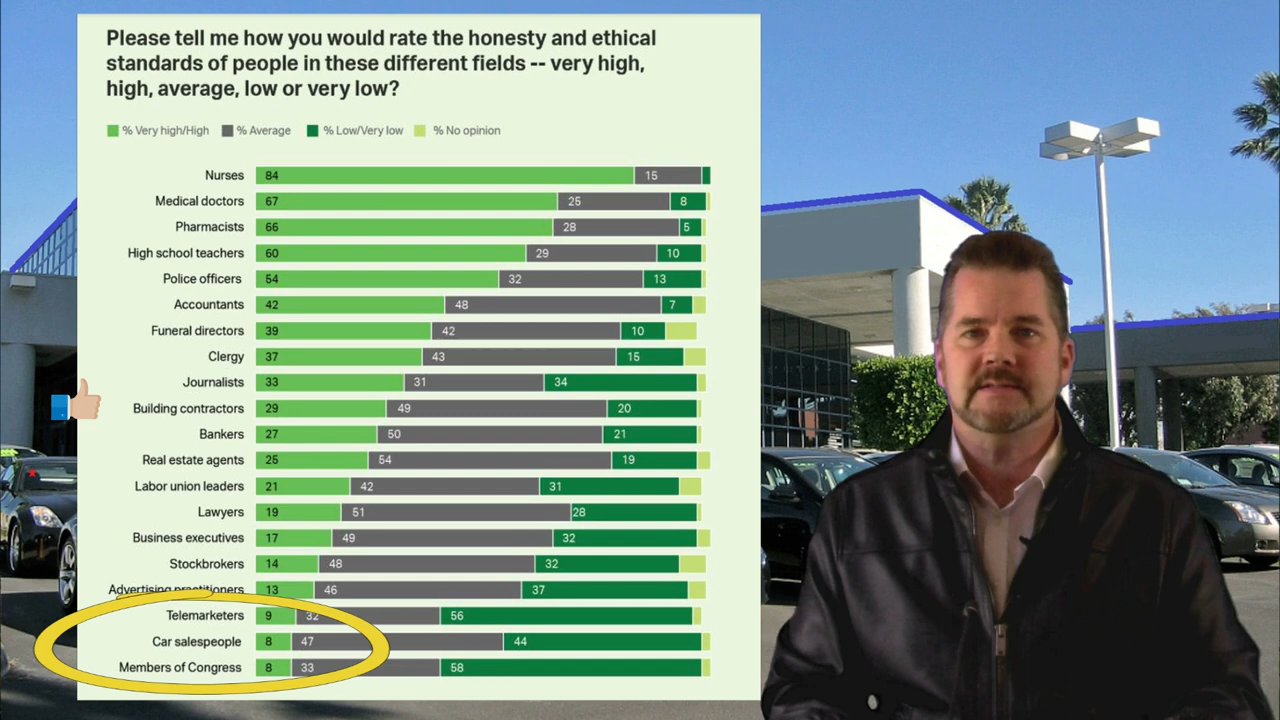 Please tell me how you would rate the honesty and ethical
standards of people in these different fields -- very high,
high, average, low or very low?
% Very high/High % Average % Low/Very low % No opinion
Nurses 84 15
Medical doctors 67 25 8
Pharmacists 66 28 5
High school teachers 60 29 10
Police officers 54 32 13
Accountants 42 48 7
Funeral directors 39 42 10
Clergy 37 43 15
Journalists 33 31 34
Building contractors 29 49 20
Bankers 27 50 21
Real estate agents 25 54 19
Labor union leaders 21 42 31
Lawyers 19 51 28
Business executives 17 49 32
Stockbrokers 14 48 32
Advertising practitioners 13 46 37
Telemarketers 9 32 56
Car salespeople 8 47 44
Members of Congress 8 33 58